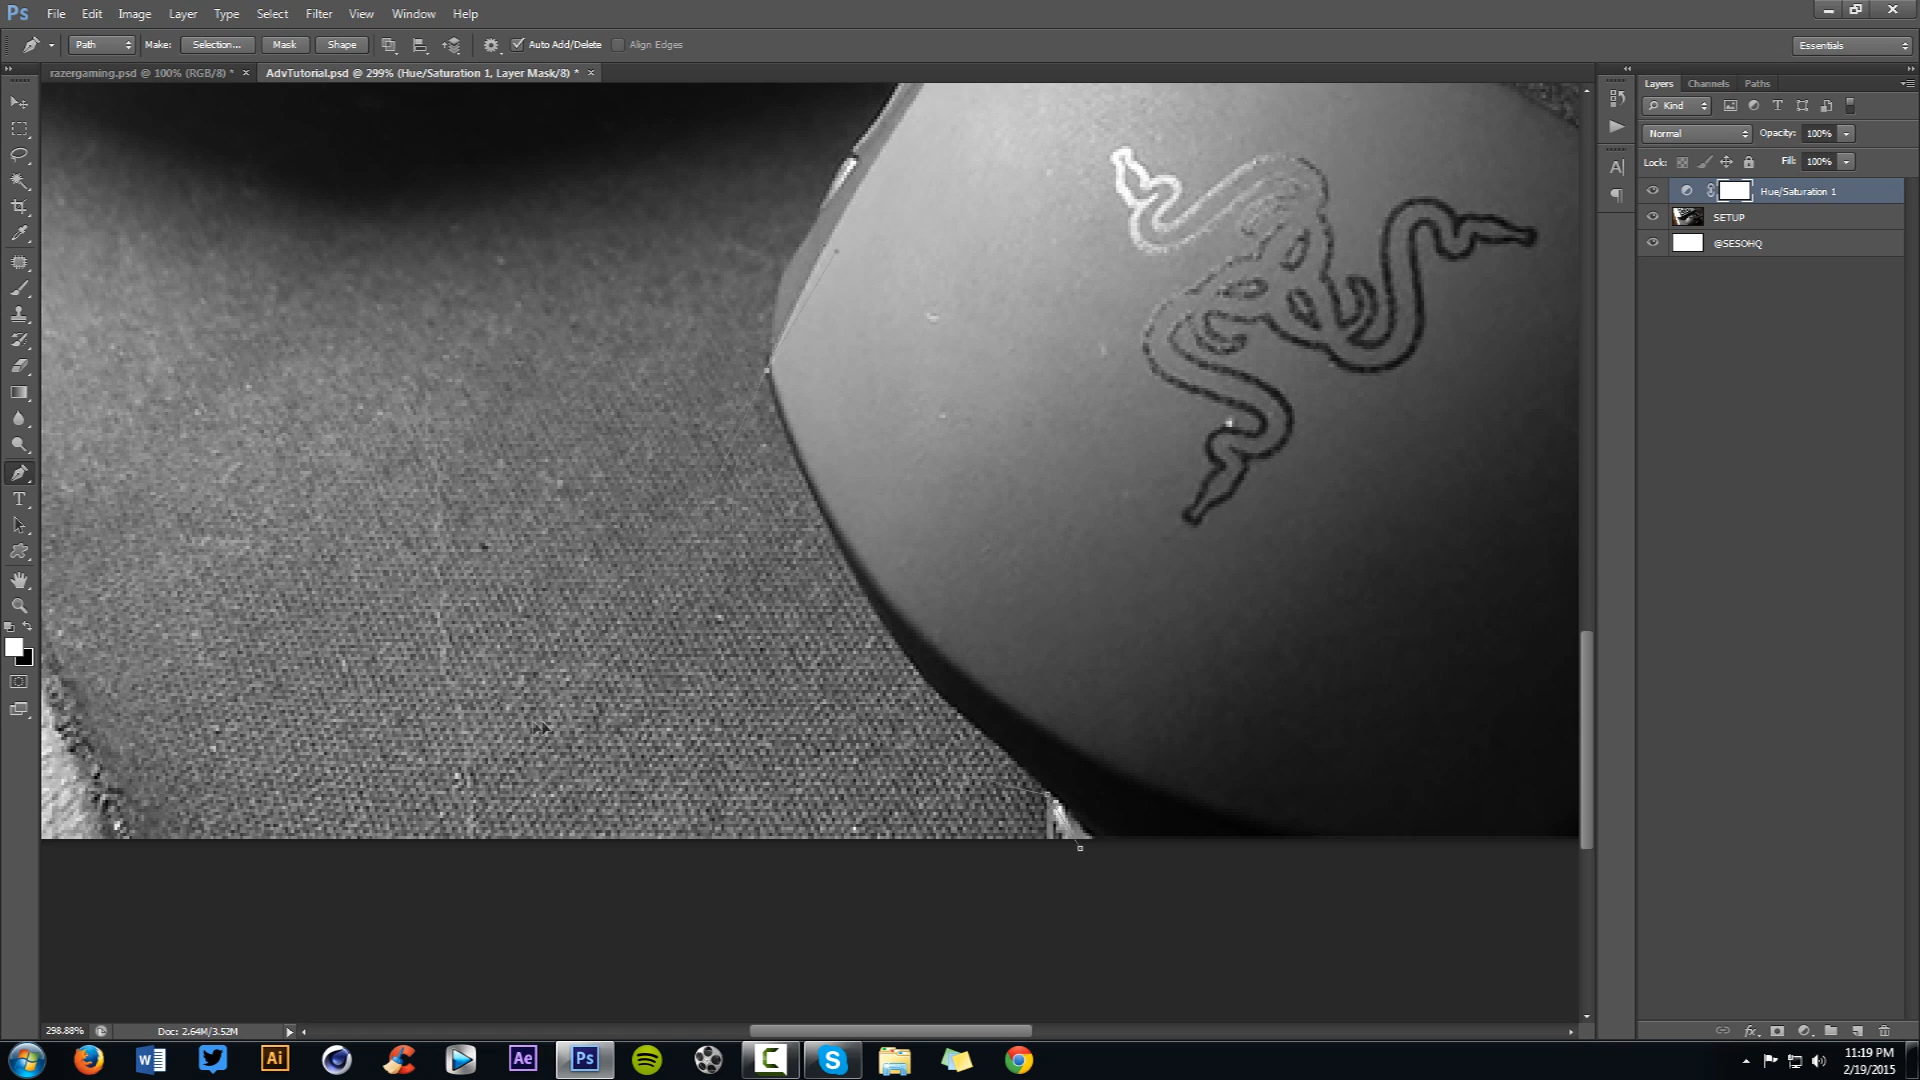 Ps File Edit Image Layer Type Select Filter View Window Help
Path Make: Selection... Mask Shape Auto Add/Delete Align Edges Essentials
razergaming.psd @ 100% (RGB/8) * × AdvTutorial.psd @ 299% (Hue/Saturation 1, Layer Mask/8) * ×
Layers Channels Paths
Kind
Normal Opacity: 100%
Lock: Fill: 100%
Hue/Saturation 1
SETUP
@SESOHQ
298.88% Doc: 2.64M/3.52M
Ai Ae Ps
11:19 PM
2/19/2015